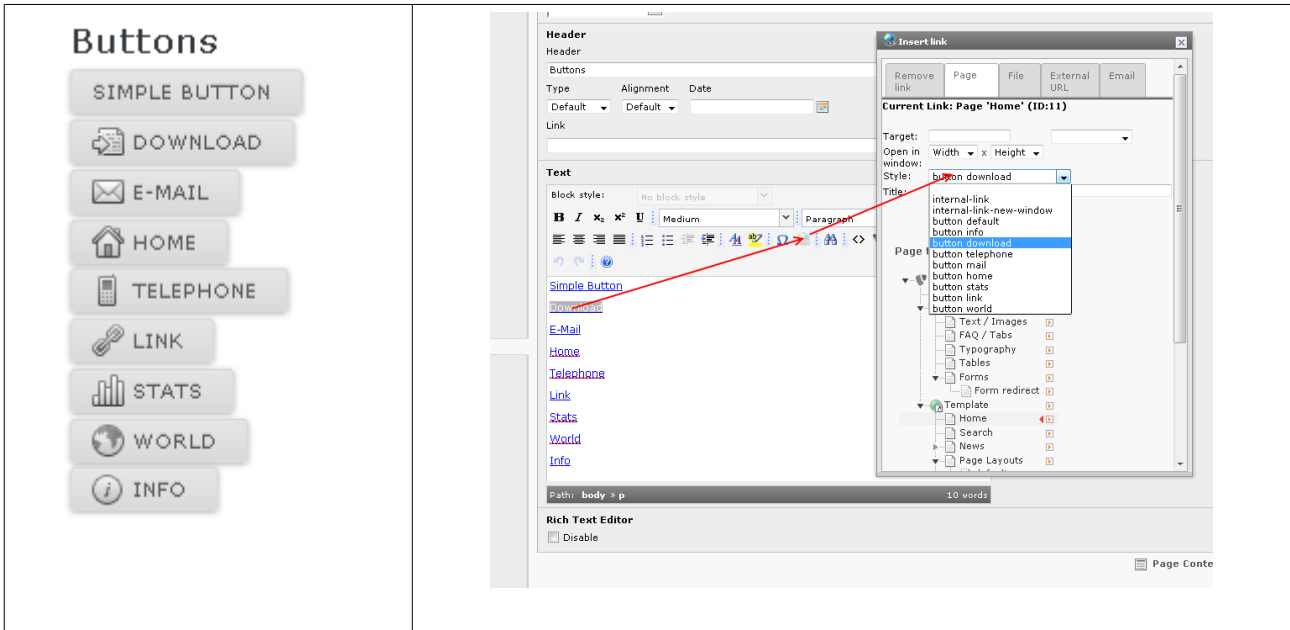 Buttons
SIMPLE BUTTON
DOWNLOAD
E-MAIL
HOME
TELEPHONE
LINK
STATS
WORLD
INFO
Header
Header
Buttons
Type Alignment Date
Default Default
Link
Text
Block style: No block style
B I x₂ x² U Medium Paragraph
Simple Button
Download
E-Mail
Home
Telephone
Link
Stats
World
Info
Path: body » p 10 words
Rich Text Editor
Disable
Page Conte
Insert link
Remove link Page File External URL Email
Current Link: Page 'Home' (ID:11)
Target:
Open in window: Width x Height
Style: button download
Title:
internal-link
internal-link-new-window
button default
button info
button download
button telephone
button mail
button home
button stats
button link
button world
Page t
Text / Images
FAQ / Tabs
Typography
Tables
Forms
Form redirect
Template
Home
Search
News
Page Layouts